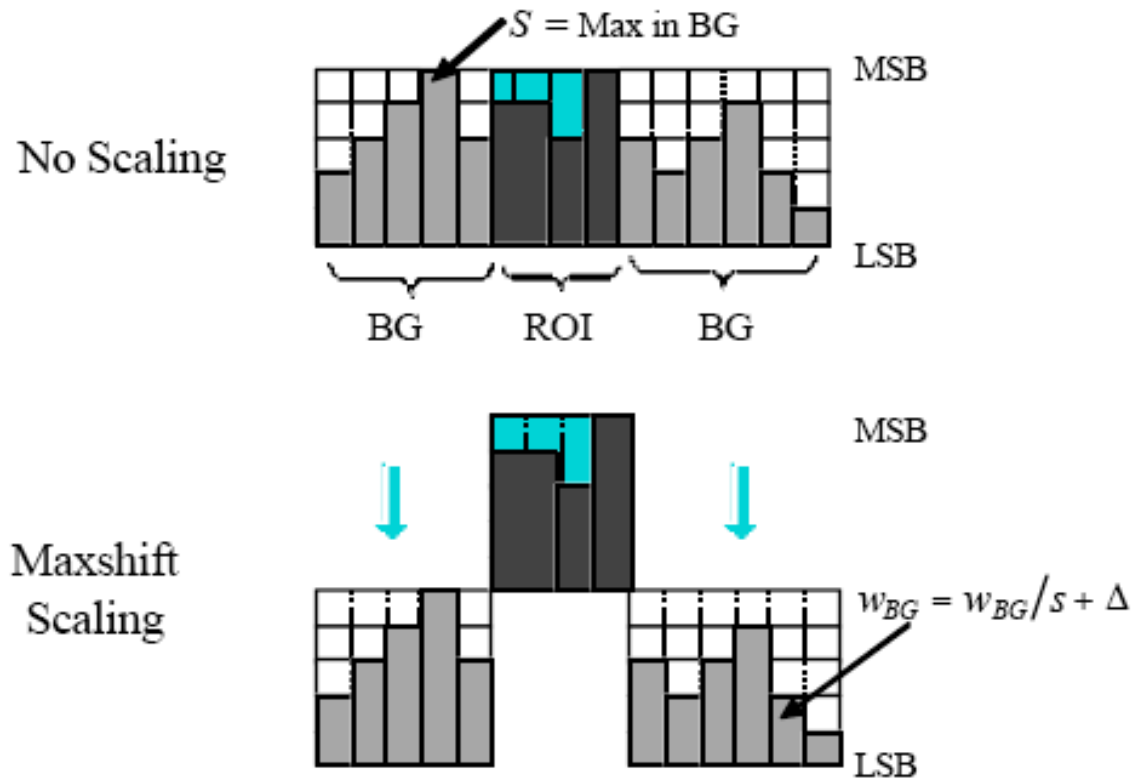 S = Max in BG
MSB
No Scaling
LSB
BG ROI BG
MSB
Maxshift
Scaling
w_BG = w_BG/s + Δ
LSB